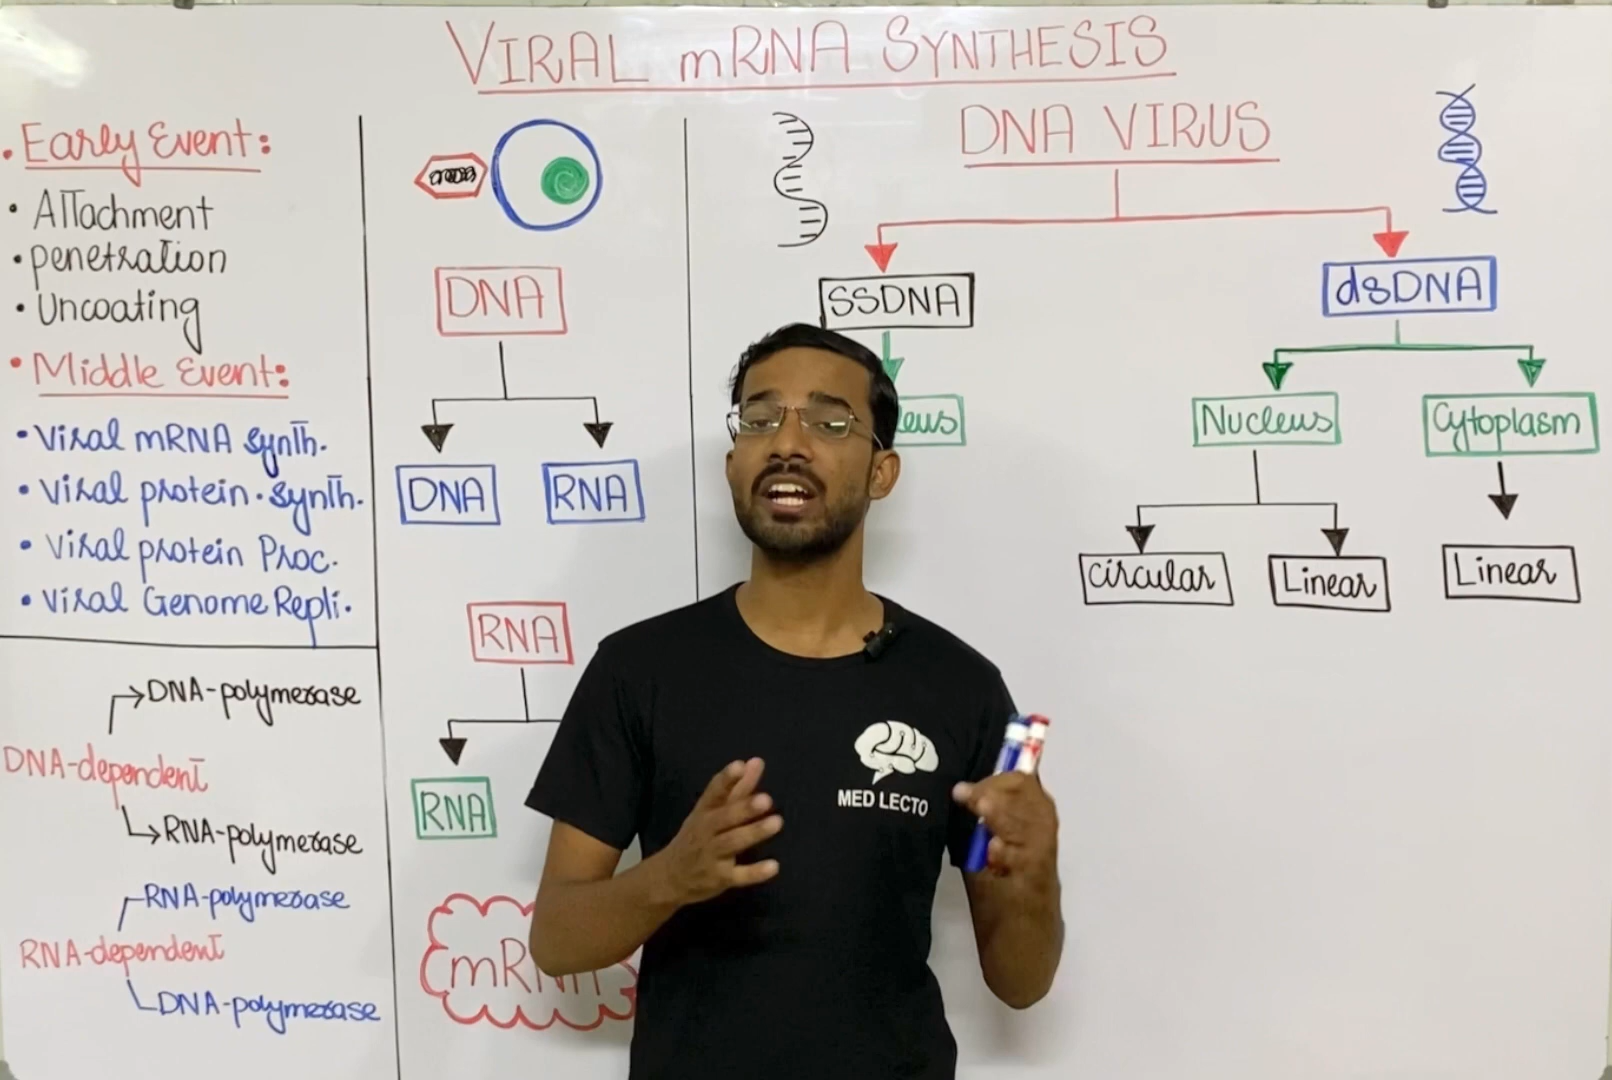 VIRAL mRNA SYNTHESIS
• Early Event:
• Attachment
• penetration
• Uncoating
• Middle Event:
• Viral mRNA Synth.
• Viral protein. Synth.
• Viral protein Proc.
• Viral Genome Repli.
DNA-polymerase
DNA-dependent
RNA-polymerase
RNA-polymerase
RNA-dependent
DNA-polymerase
DNA
DNA RNA
RNA
RNA
DNA VIRUS
SSDNA dsDNA
Nucleus Cytoplasm
circular Linear Linear
MED LECTO